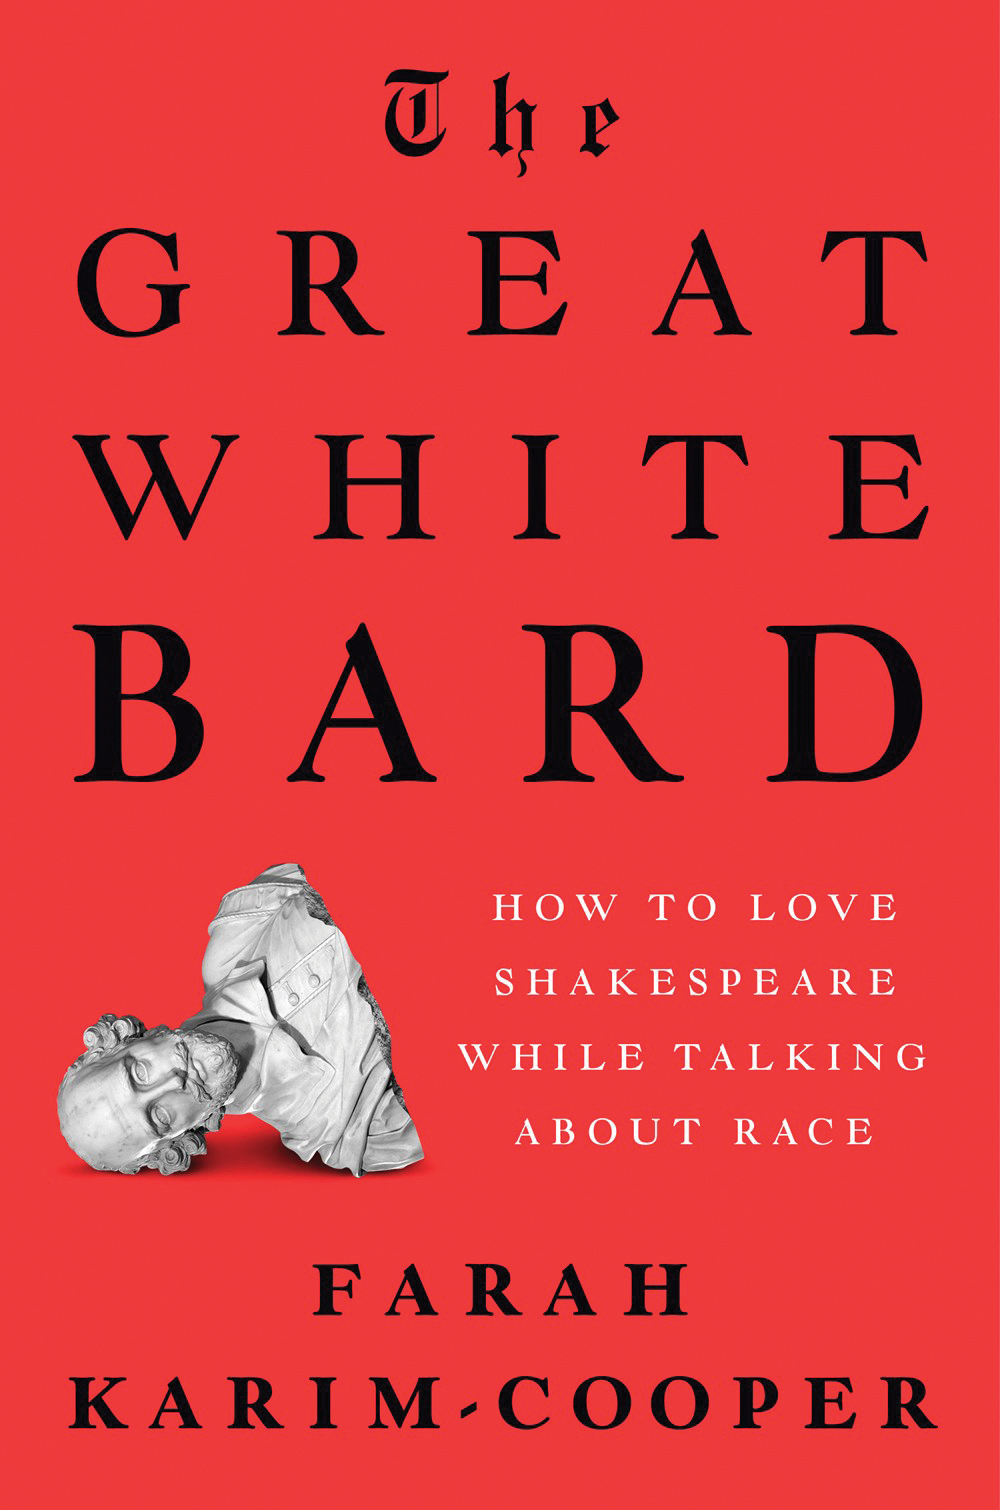 The
GREAT
WHITE
BARD
HOW TO LOVE
SHAKESPEARE
WHILE TALKING
ABOUT RACE
FARAH
KARIM-COOPER